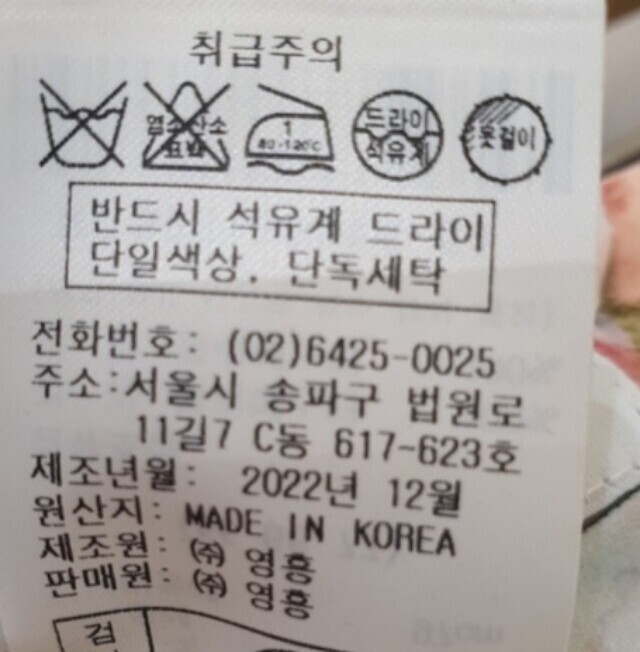 취급주의
염소산소
표백
1
80-120℃
드라이
석유계
옷걸이
반드시 석유계 드라이
단일색상. 단독세탁
전화번호: (02)6425-0025
주소:서울시 송파구 법원로
11길7 C동 617-623호
제조년월: 2022년 12월
원산지: MADE IN KOREA
제조원: ㈜ 영흥
판매원: ㈜ 영흥
검